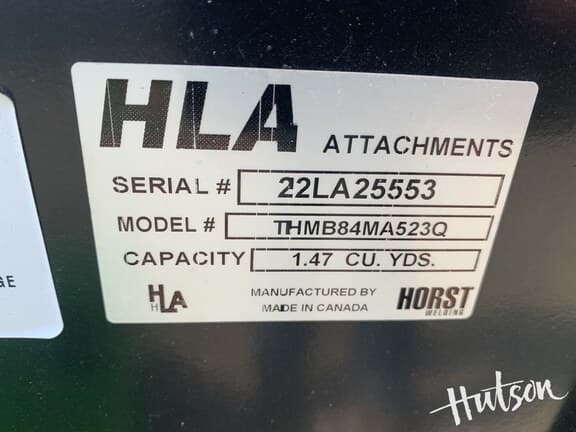 HLA ATTACHMENTS
SERIAL # 22LA25553
MODEL # THMB84MA523Q
CAPACITY 1.47 CU. YDS.
HLA
MANUFACTURED BY
MADE IN CANADA
HORST
WELDING
GE
Hutson